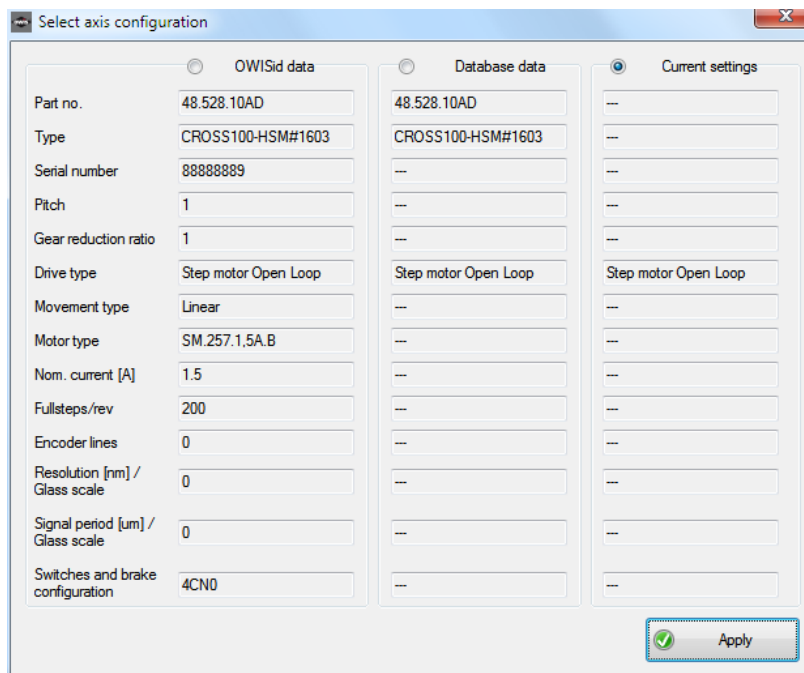 Select axis configuration
OWISid data Database data Current settings
Part no. 48.528.10AD 48.528.10AD ---
Type CROSS100-HSM#1603 CROSS100-HSM#1603 ---
Serial number 88888889 --- ---
Pitch 1 --- ---
Gear reduction ratio 1 --- ---
Drive type Step motor Open Loop Step motor Open Loop Step motor Open Loop
Movement type Linear --- ---
Motor type SM.257.1,5A.B --- ---
Nom. current [A] 1.5 --- ---
Fullsteps/rev 200 --- ---
Encoder lines 0 --- ---
Resolution [nm] /
Glass scale 0 --- ---
Signal period [um] /
Glass scale 0 --- ---
Switches and brake
configuration 4CN0 --- ---
Apply